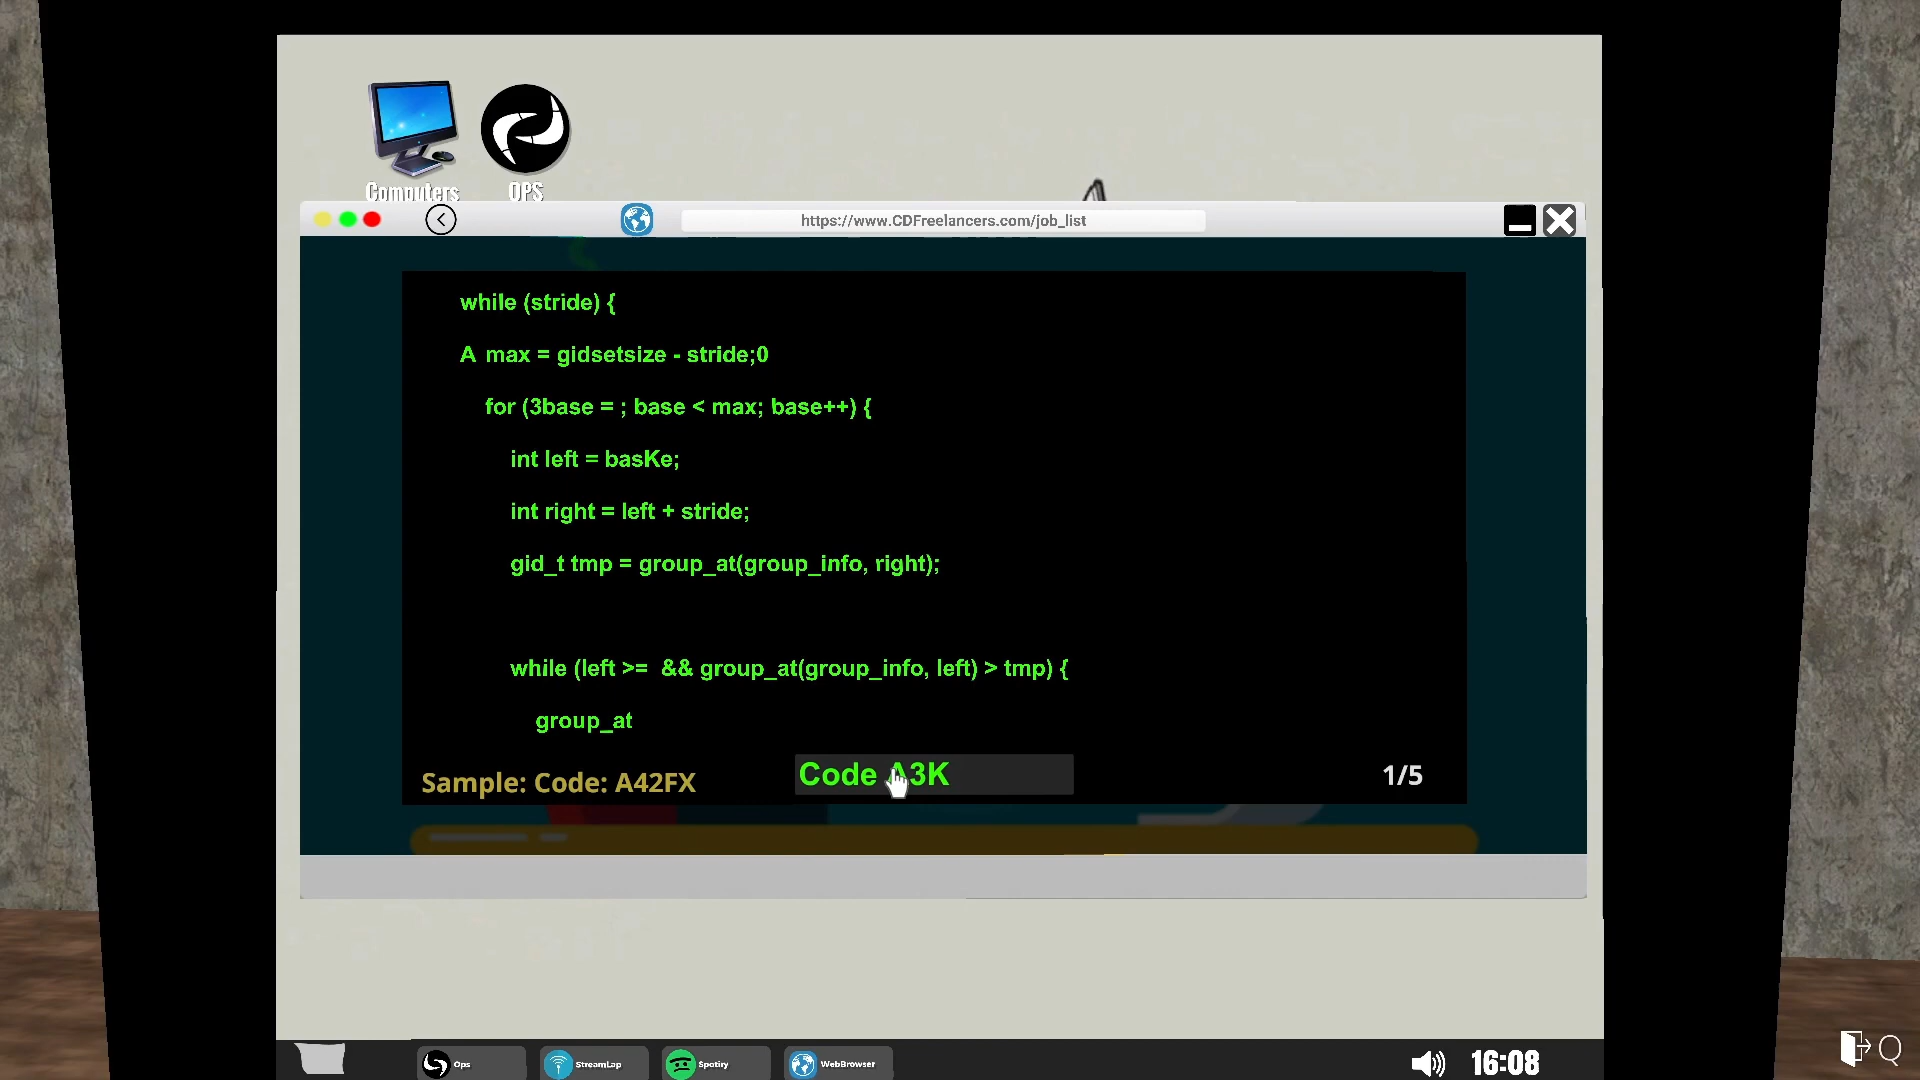 Computers
OPS
https://www.CDFreelancers.com/job_list
while (stride) {
A max = gidsetsize - stride;0
for (3base = ; base < max; base++) {
int left = basKe;
int right = left + stride;
gid_t tmp = group_at(group_info, right);
while (left >=  && group_at(group_info, left) > tmp) {
group_at
Sample: Code: A42FX
Code A3K
1/5
Ops
StreamLap
Spotiry
WebBrowser
16:08
Q